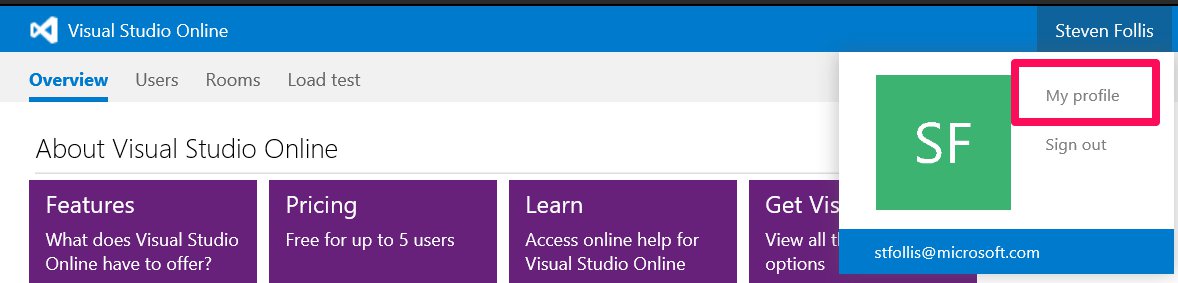 Visual Studio Online
Steven Follis
Overview Users Rooms Load test
My profile
SF
Sign out
About Visual Studio Online
Features
What does Visual Studio
Online have to offer?
Pricing
Free for up to 5 users
Learn
Access online help for
Visual Studio Online
Get Vis
View all
options
stfollis@microsoft.com